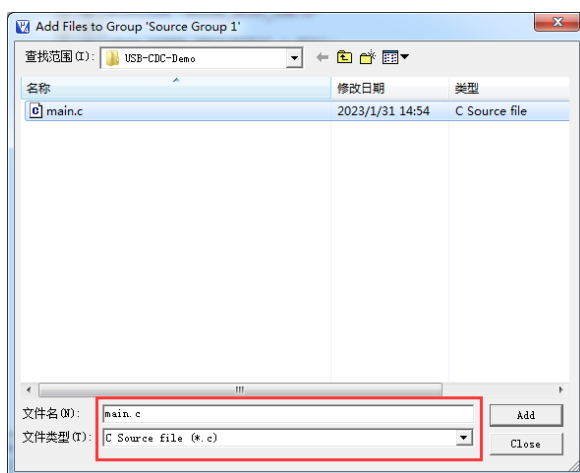 Add Files to Group 'Source Group 1'
查找范围(I): USB-CDC-Demo
名称 修改日期 类型
main.c 2023/1/31 14:54 C Source file
文件名(N): main.c Add
文件类型(T): C Source file (*.c) Close